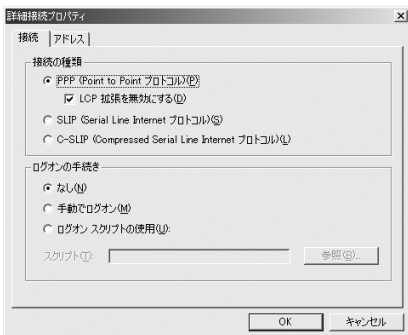 詳細接続プロパティ
接続 アドレス
接続の種類
PPP (Point to Point プロトコル)(P)
LCP 拡張を無効にする(D)
SLIP (Serial Line Internet プロトコル)(S)
C-SLIP (Compressed Serial Line Internet プロトコル)(L)
ログオンの手続き
なし(N)
手動でログオン(M)
ログオン スクリプトの使用(U):
スクリプト(T):
参照(B)...
OK キャンセル